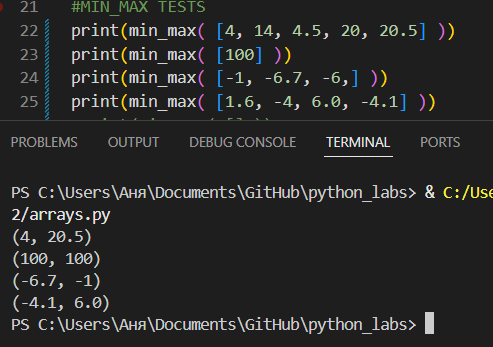 21 #MIN_MAX TESTS
22 print(min_max( [4, 14, 4.5, 20, 20.5] ))
23 print(min_max( [100] ))
24 print(min_max( [-1, -6.7, -6,] ))
25 print(min_max( [1.6, -4, 6.0, -4.1] ))
PROBLEMS OUTPUT DEBUG CONSOLE TERMINAL PORTS
PS C:\Users\Аня\Documents\GitHub\python_labs> & C:/Use
2/arrays.py
(4, 20.5)
(100, 100)
(-6.7, -1)
(-4.1, 6.0)
PS C:\Users\Аня\Documents\GitHub\python_labs>